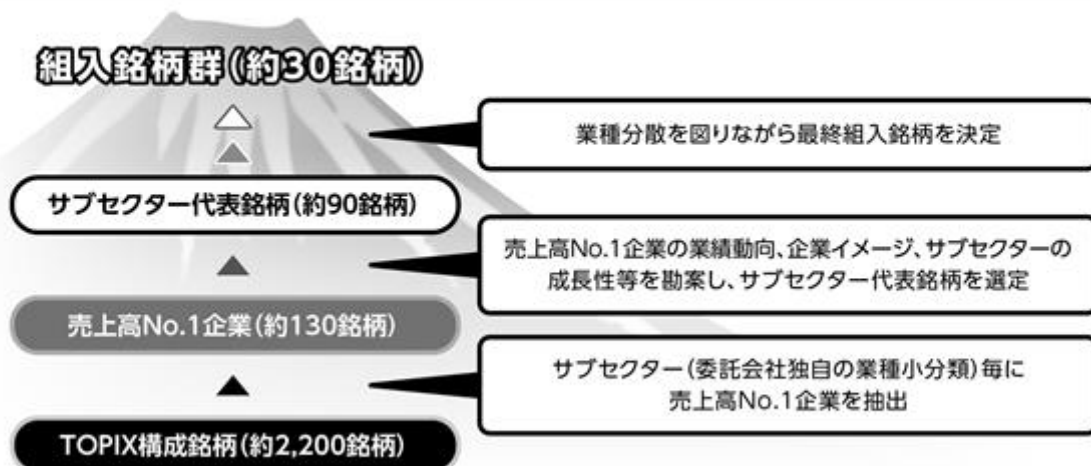 組入銘柄群(約30銘柄)
業種分散を図りながら最終組入銘柄を決定
サブセクター代表銘柄(約90銘柄)
売上高No.1企業の業績動向、企業イメージ、サブセクターの
成長性等を勘案し、サブセクター代表銘柄を選定
売上高No.1企業(約130銘柄)
サブセクター(委託会社独自の業種小分類)毎に
売上高No.1企業を抽出
TOPIX構成銘柄(約2,200銘柄)